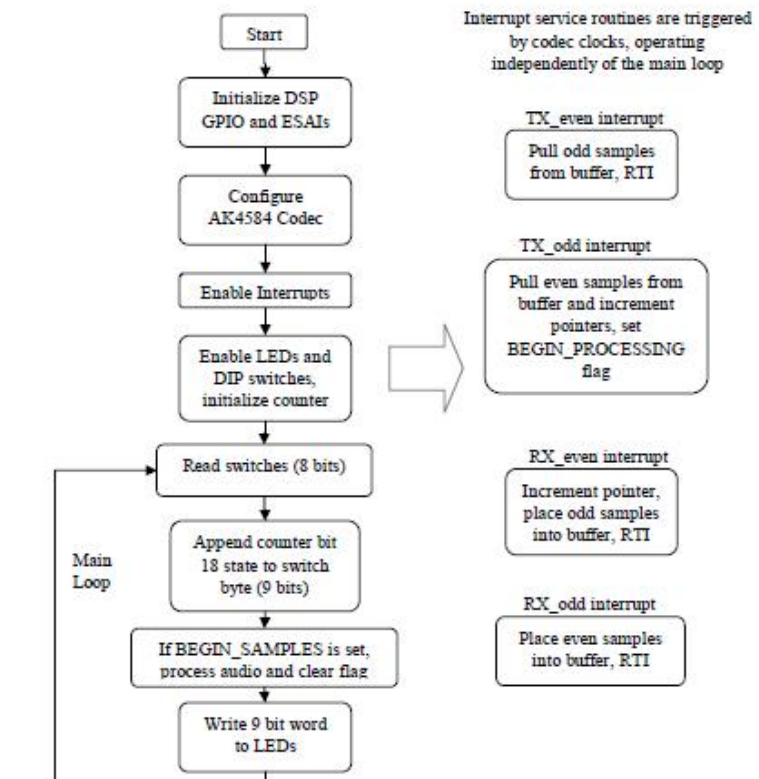 Start
Initialize DSP
GPIO and ESAIs
Configure
AK4584 Codec
Enable Interrupts
Enable LEDs and
DIP switches,
initialize counter
Read switches (8 bits)
Main
Loop
Append counter bit
18 state to switch
byte (9 bits)
If BEGIN_SAMPLES is set,
process audio and clear flag
Write 9 bit word
to LEDs
Interrupt service routines are triggered
by codec clocks, operating
independently of the main loop
TX_even interrupt
Pull odd samples
from buffer, RTI
TX_odd interrupt
Pull even samples from
buffer and increment
pointers, set
BEGIN_PROCESSING
flag
RX_even interrupt
Increment pointer,
place odd samples
into buffer, RTI
RX_odd interrupt
Place even samples
into buffer, RTI